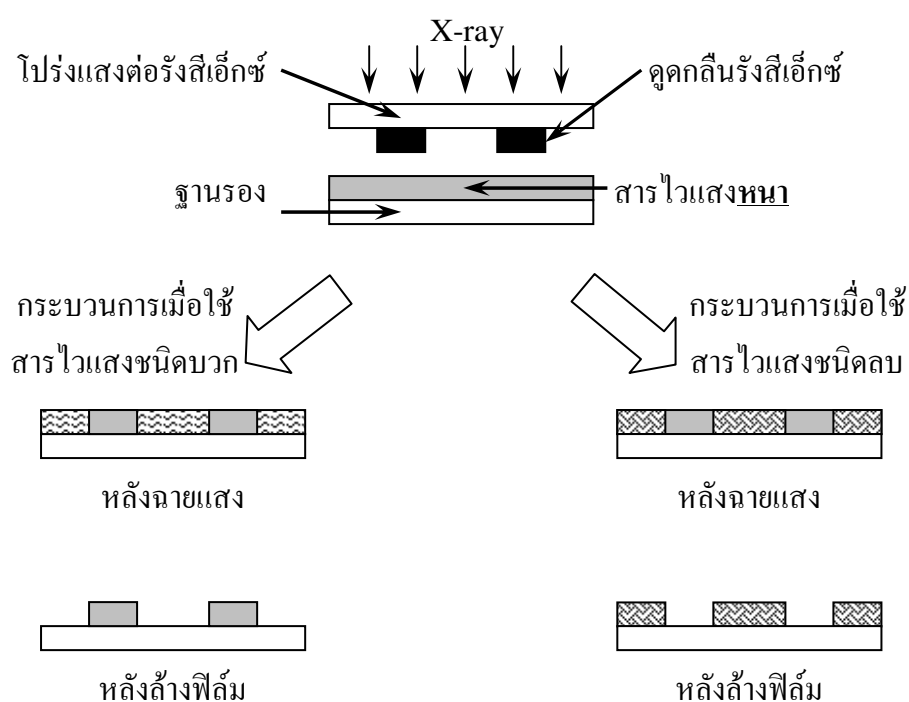 X-ray
โปร่งแสงต่อรังสีเอ็กซ์
ดูดกลืนรังสีเอ็กซ์
ฐานรอง
สารไวแสงหนา
กระบวนการเมื่อใช้
สารไวแสงชนิดบวก
กระบวนการเมื่อใช้
สารไวแสงชนิดลบ
หลังฉายแสง
หลังฉายแสง
หลังล้างฟิล์ม
หลังล้างฟิล์ม